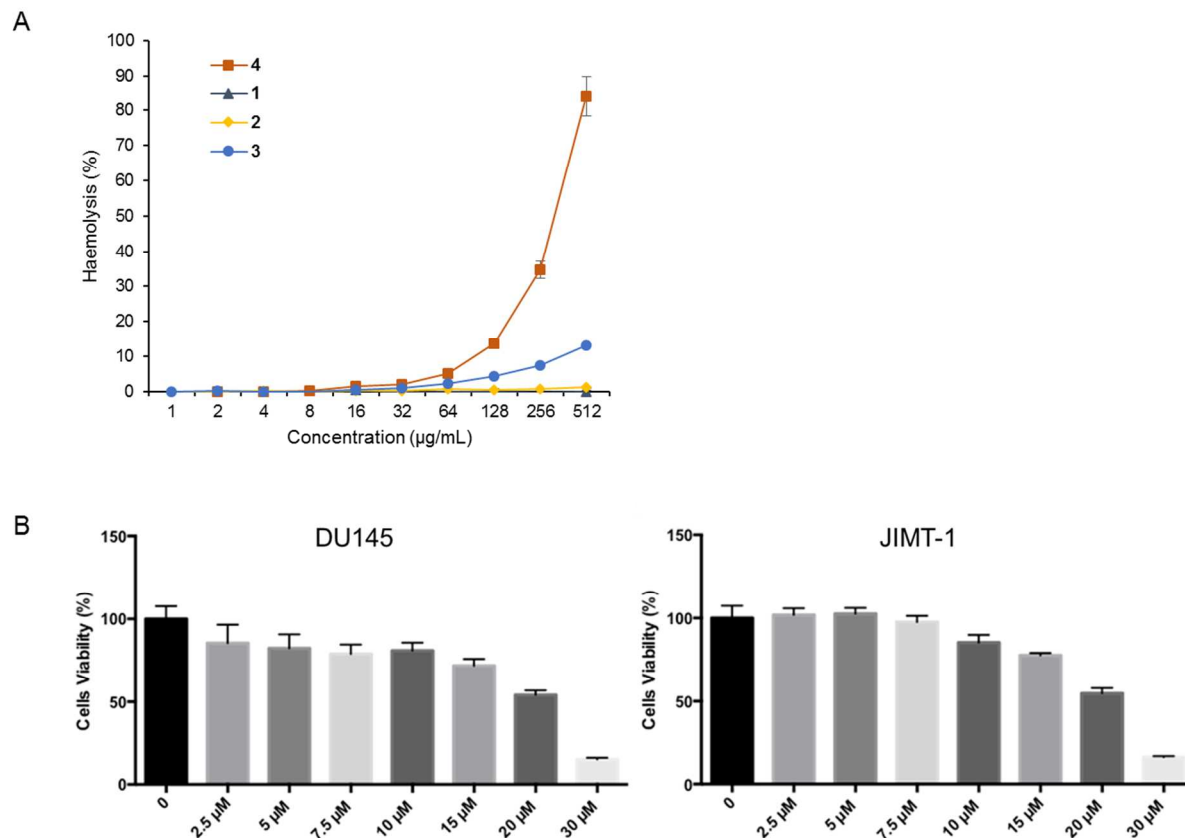 A
100
90
80
70
60
50
40
30
20
10
0
Haemolysis (%)
4
1
2
3
1 2 4 8 16 32 64 128 256 512
Concentration (µg/mL)
B
DU145
150
100
50
0
Cells Viability (%)
0 2.5 µM 5 µM 7.5 µM 10 µM 15 µM 20 µM 30 µM
JIMT-1
150
100
50
0
Cells Viability (%)
0 2.5 µM 5 µM 7.5 µM 10 µM 15 µM 20 µM 30 µM